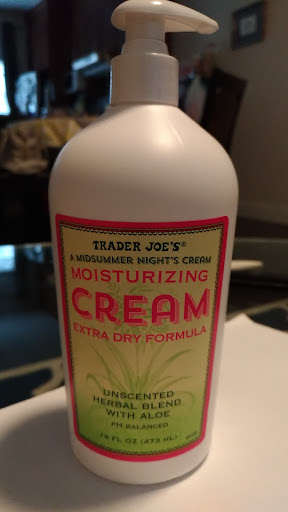 TRADER JOE'S®
A MIDSUMMER NIGHT'S CREAM
MOISTURIZING
CREAM
EXTRA DRY FORMULA
UNSCENTED
HERBAL BLEND
WITH ALOE
PH BALANCED
16 FL OZ (473 ML)